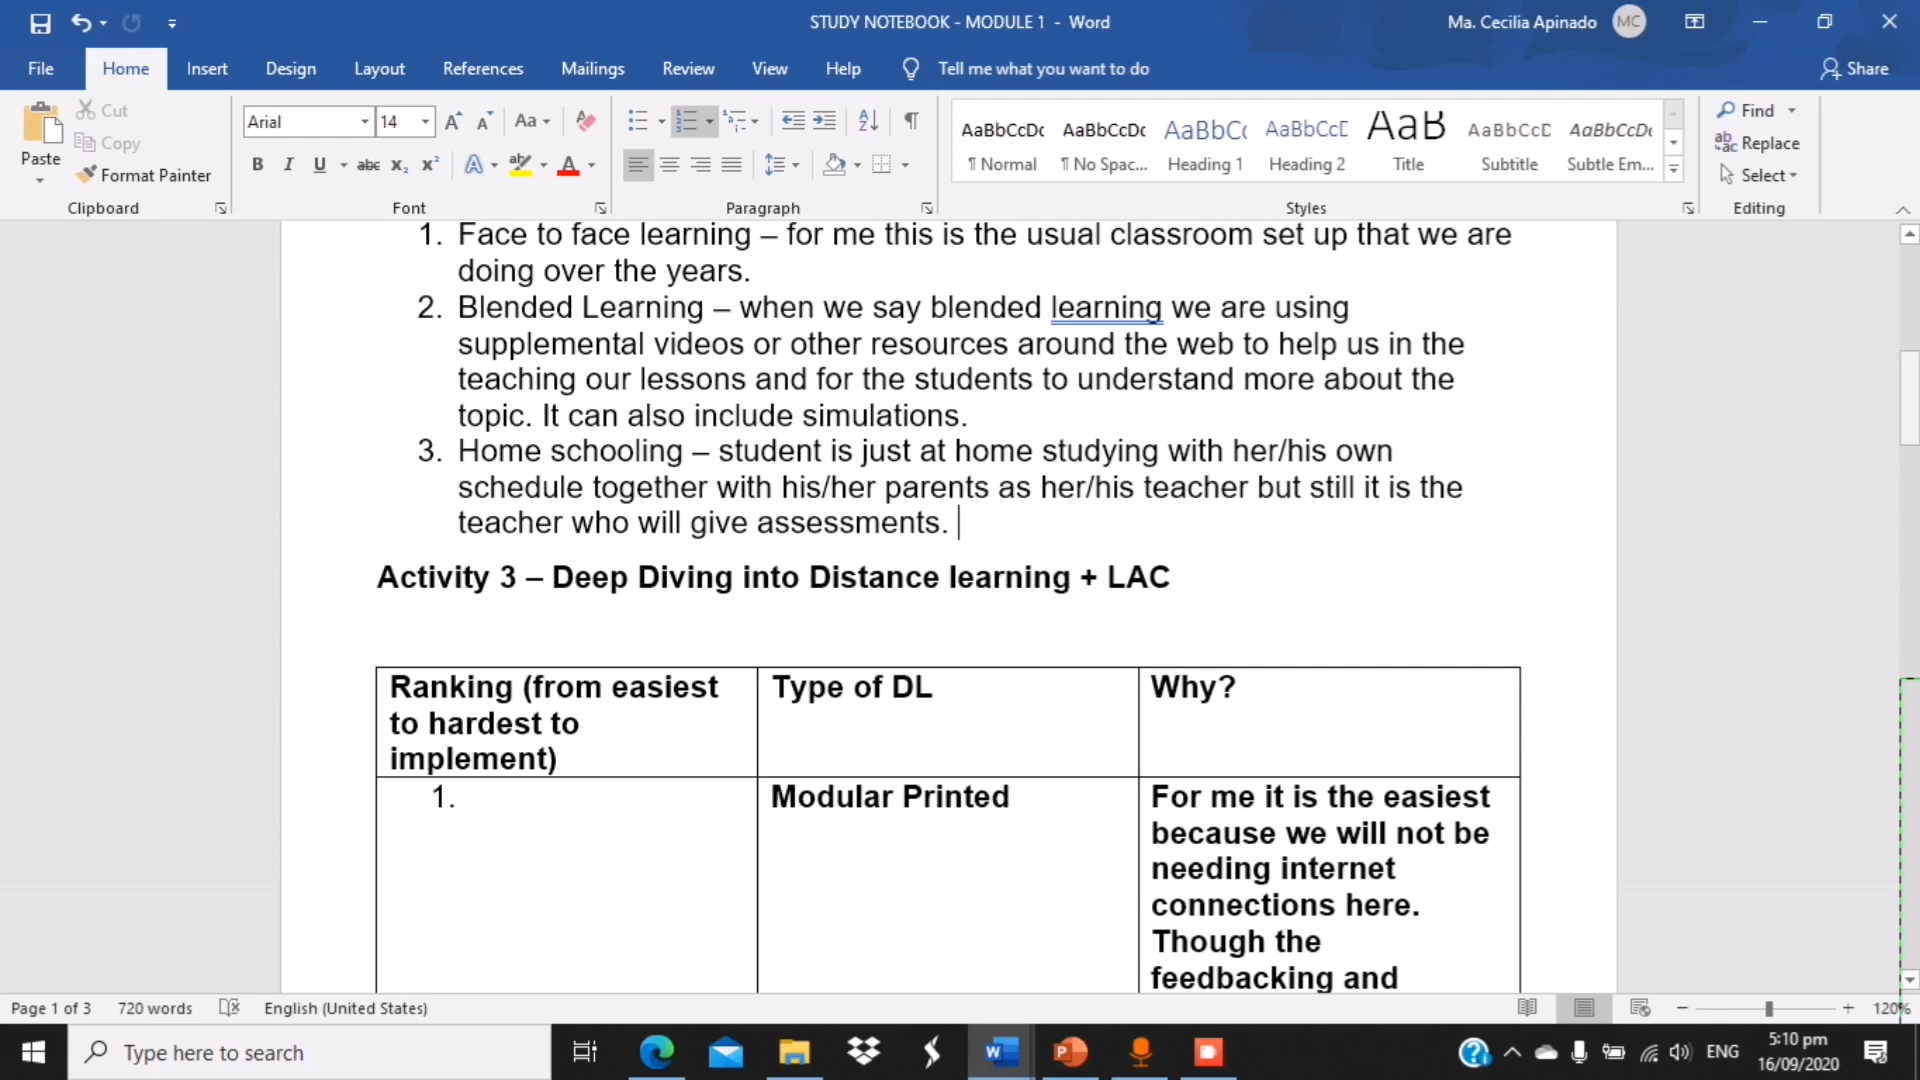 STUDY NOTEBOOK - MODULE 1 - Word
Ma. Cecilia Apinado MC
File Home Insert Design Layout References Mailings Review View Help Tell me what you want to do Share
Paste
Cut
Copy
Format Painter
Clipboard
Arial 14
Aa
B I U abc x₂ x²
Font
Paragraph
AaBbCcDc AaBbCcDc AaBbCc AaBbCcD AaB AaBbCcD AaBbCcDc
¶ Normal ¶ No Spac... Heading 1 Heading 2 Title Subtitle Subtle Em...
Styles
Find
Replace
Select
Editing
1. Face to face learning – for me this is the usual classroom set up that we are
doing over the years.
2. Blended Learning – when we say blended learning we are using
supplemental videos or other resources around the web to help us in the
teaching our lessons and for the students to understand more about the
topic. It can also include simulations.
3. Home schooling – student is just at home studying with her/his own
schedule together with his/her parents as her/his teacher but still it is the
teacher who will give assessments.
Activity 3 – Deep Diving into Distance learning + LAC
Ranking (from easiest
to hardest to
implement)
Type of DL
Why?
1.
Modular Printed
For me it is the easiest
because we will not be
needing internet
connections here.
Though the
feedbacking and
Page 1 of 3 720 words English (United States) 120%
Type here to search
ENG
5:10 pm
16/09/2020